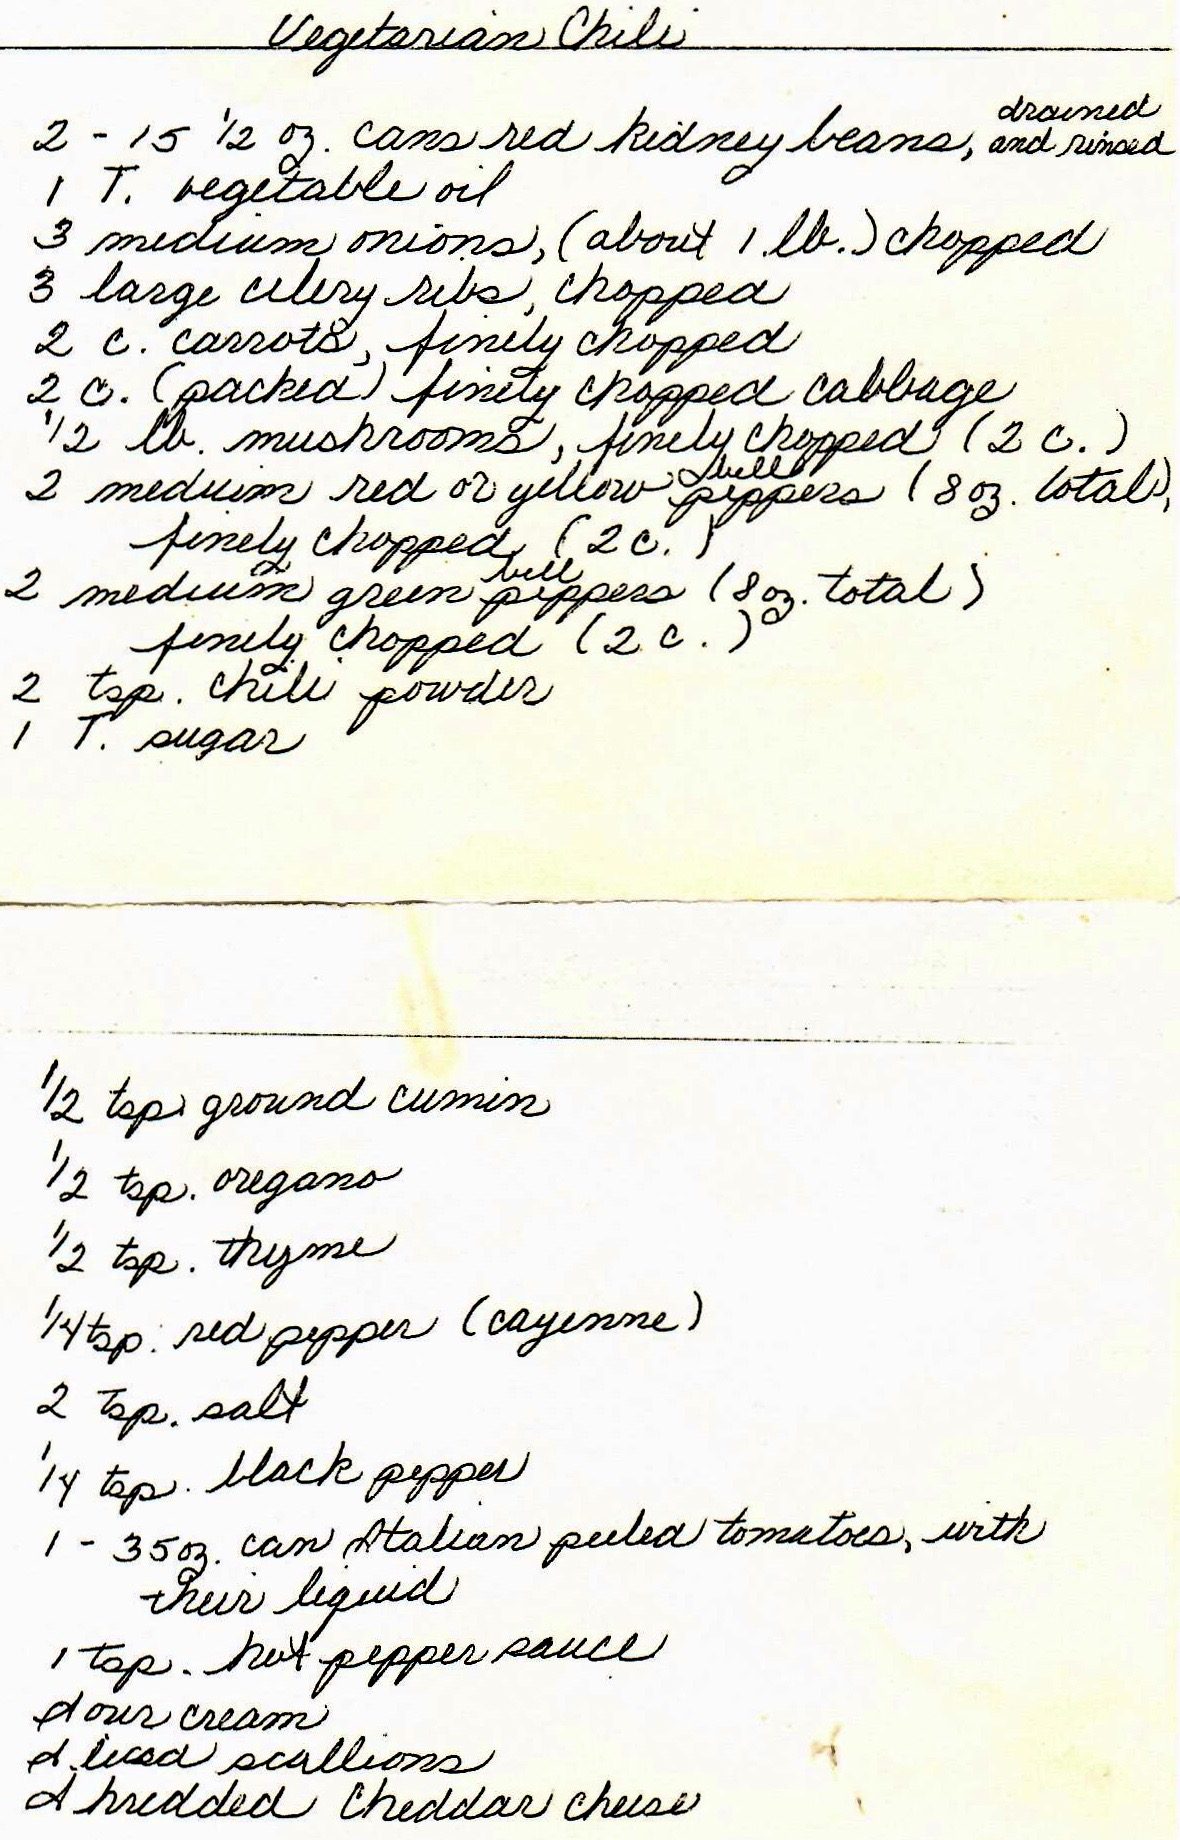 Vegetarian Chili
2 - 15 1/2 oz. cans red kidney beans, drained and rinsed
1 T. vegetable oil
3 medium onions, (about 1 lb.) chopped
3 large celery ribs, chopped
2 c. carrots, finely chopped
2 c. (packed) finely chopped cabbage
1/2 lb. mushrooms, finely chopped (2 c.)
2 medium red or yellow bell peppers (8 oz. total),
finely chopped (2 c.)
2 medium green bell peppers (8 oz. total)
finely chopped (2 c.)
2 tsp. chili powder
1 T. sugar
1/2 tsp. ground cumin
1/2 tsp. oregano
1/2 tsp. thyme
1/4 tsp. red pepper (cayenne)
2 tsp. salt
1/4 tsp. black pepper
1 - 35 oz. can Italian peeled tomatoes, with
their liquid
1 tsp. hot pepper sauce
Sour cream
Sliced scallions
Shredded Cheddar cheese